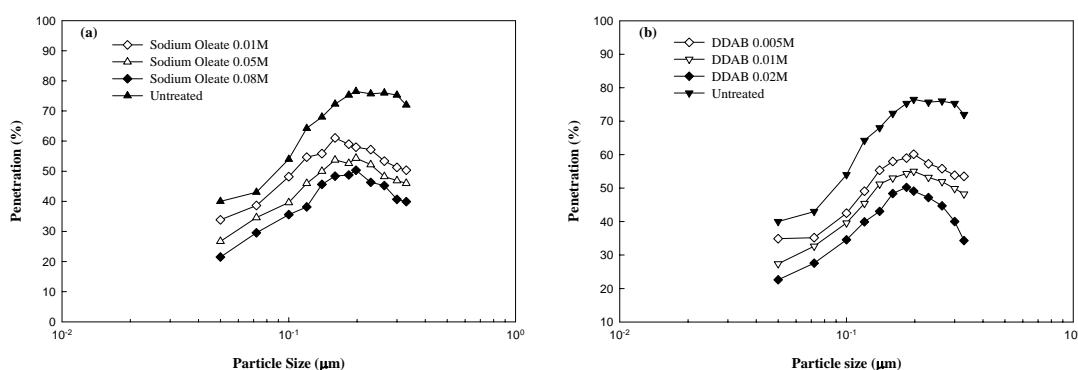 (a)
Sodium Oleate 0.01M
Sodium Oleate 0.05M
Sodium Oleate 0.08M
Untreated
Penetration (%)
100
90
80
70
60
50
40
30
20
10
0
10⁻² 10⁻¹ 10⁰
Particle Size (μm)
(b)
DDAB 0.005M
DDAB 0.01M
DDAB 0.02M
Untreated
Penetration (%)
100
90
80
70
60
50
40
30
20
10
10⁻² 10⁻¹ 10
Particle size (μm)